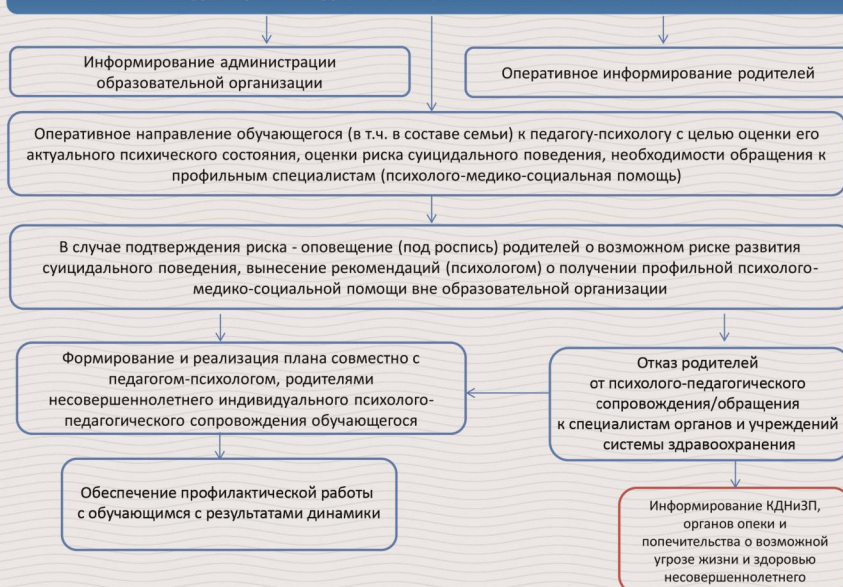 Информирование администрации
образовательной организации
Оперативное информирование родителей
Оперативное направление обучающегося (в т.ч. в составе семьи) к педагогу-психологу с целью оценки его
актуального психического состояния, оценки риска суицидального поведения, необходимости обращения к
профильным специалистам (психолого-медико-социальная помощь)
В случае подтверждения риска - оповещение (под роспись) родителей о возможном риске развития
суицидального поведения, вынесение рекомендаций (психологом) о получении профильной психолого-
медико-социальной помощи вне образовательной организации
Формирование и реализация плана совместно с
педагогом-психологом, родителями
несовершеннолетнего индивидуального психолого-
педагогического сопровождения обучающегося
Отказ родителей
от психолого-педагогического
сопровождения/обращения
к специалистам органов и учреждений
системы здравоохранения
Обеспечение профилактической работы
с обучающимся с результатами динамики
Информирование КДНиЗП,
органов опеки и
попечительства о возможной
угрозе жизни и здоровью
несовершеннолетнего